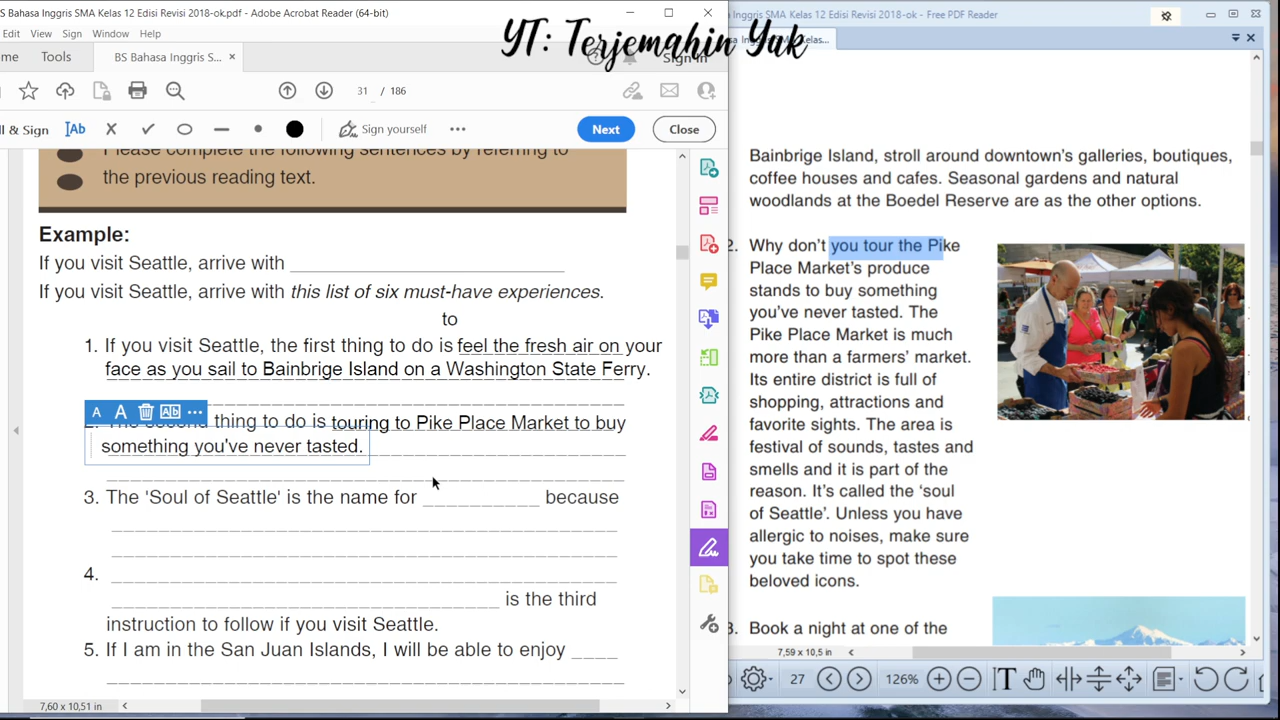 S Bahasa Inggris SMA Kelas 12 Edisi Revisi 2018-ok.pdf - Adobe Acrobat Reader (64-bit)
Edit View Sign Window Help
me Tools BS Bahasa Inggris S... × Sign In
31 / 186
ll & Sign Ab Sign yourself Next Close
Please complete the following sentences by referring to
the previous reading text.
Example:
If you visit Seattle, arrive with
If you visit Seattle, arrive with this list of six must-have experiences.
to
1. If you visit Seattle, the first thing to do is feel the fresh air on your
face as you sail to Bainbrige Island on a Washington State Ferry.
A A Ab
thing to do is touring to Pike Place Market to buy
something you've never tasted.
3. The 'Soul of Seattle' is the name for __________ because
4.
is the third
instruction to follow if you visit Seattle.
5. If I am in the San Juan Islands, I will be able to enjoy ____
7,60 x 10,51 in
YT: Terjemahin Yuk
a Inggris SMA Kelas 12 Edisi Revisi 2018-ok - Free PDF Reader
Bainbrige Island, stroll around downtown's galleries, boutiques,
coffee houses and cafes. Seasonal gardens and natural
woodlands at the Boedel Reserve are as the other options.
2. Why don't you tour the Pike
Place Market's produce
stands to buy something
you've never tasted. The
Pike Place Market is much
more than a farmers' market.
Its entire district is full of
shopping, attractions and
favorite sights. The area is
festival of sounds, tastes and
smells and it is part of the
reason. It's called the 'soul
of Seattle'. Unless you have
allergic to noises, make sure
you take time to spot these
beloved icons.
3. Book a night at one of the
7,59 x 10,5 in
27 126%